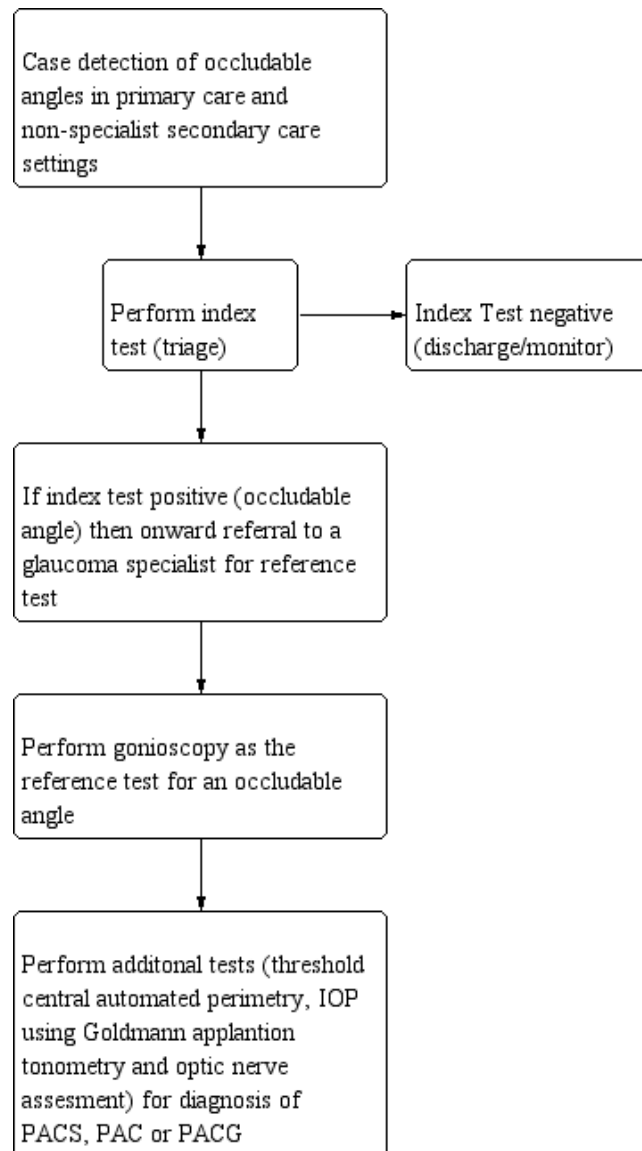 Case detection of occludable
angles in primary care and
non-specialist secondary care
settings
Perform index
test (triage)
Index Test negative
(discharge/monitor)
If index test positive (occludable
angle) then onward referral to a
glaucoma specialist for reference
test
Perform gonioscopy as the
reference test for an occludable
angle
Perform additonal tests (threshold
central automated perimetry, IOP
using Goldmann applantion
tonometry and optic nerve
assesment) for diagnosis of
PACS, PAC or PACG